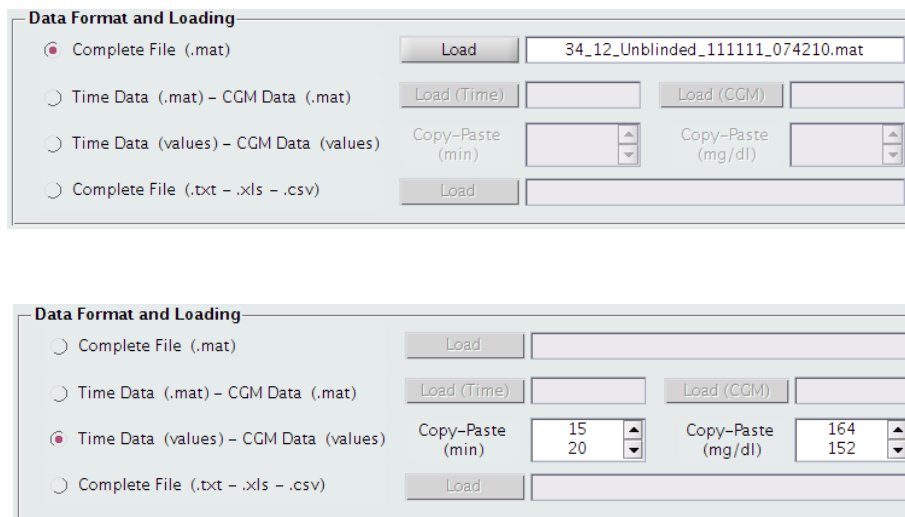 Data Format and Loading
Complete File (.mat) Load 34_12_Unblinded_111111_074210.mat
Time Data (.mat) – CGM Data (.mat) Load (Time) Load (CGM)
Time Data (values) – CGM Data (values) Copy–Paste (min) Copy–Paste (mg/dl)
Complete File (.txt – .xls – .csv) Load
Data Format and Loading
Complete File (.mat) Load
Time Data (.mat) – CGM Data (.mat) Load (Time) Load (CGM)
Time Data (values) – CGM Data (values) Copy–Paste (min) 15 20 Copy–Paste (mg/dl) 164 152
Complete File (.txt – .xls – .csv) Load